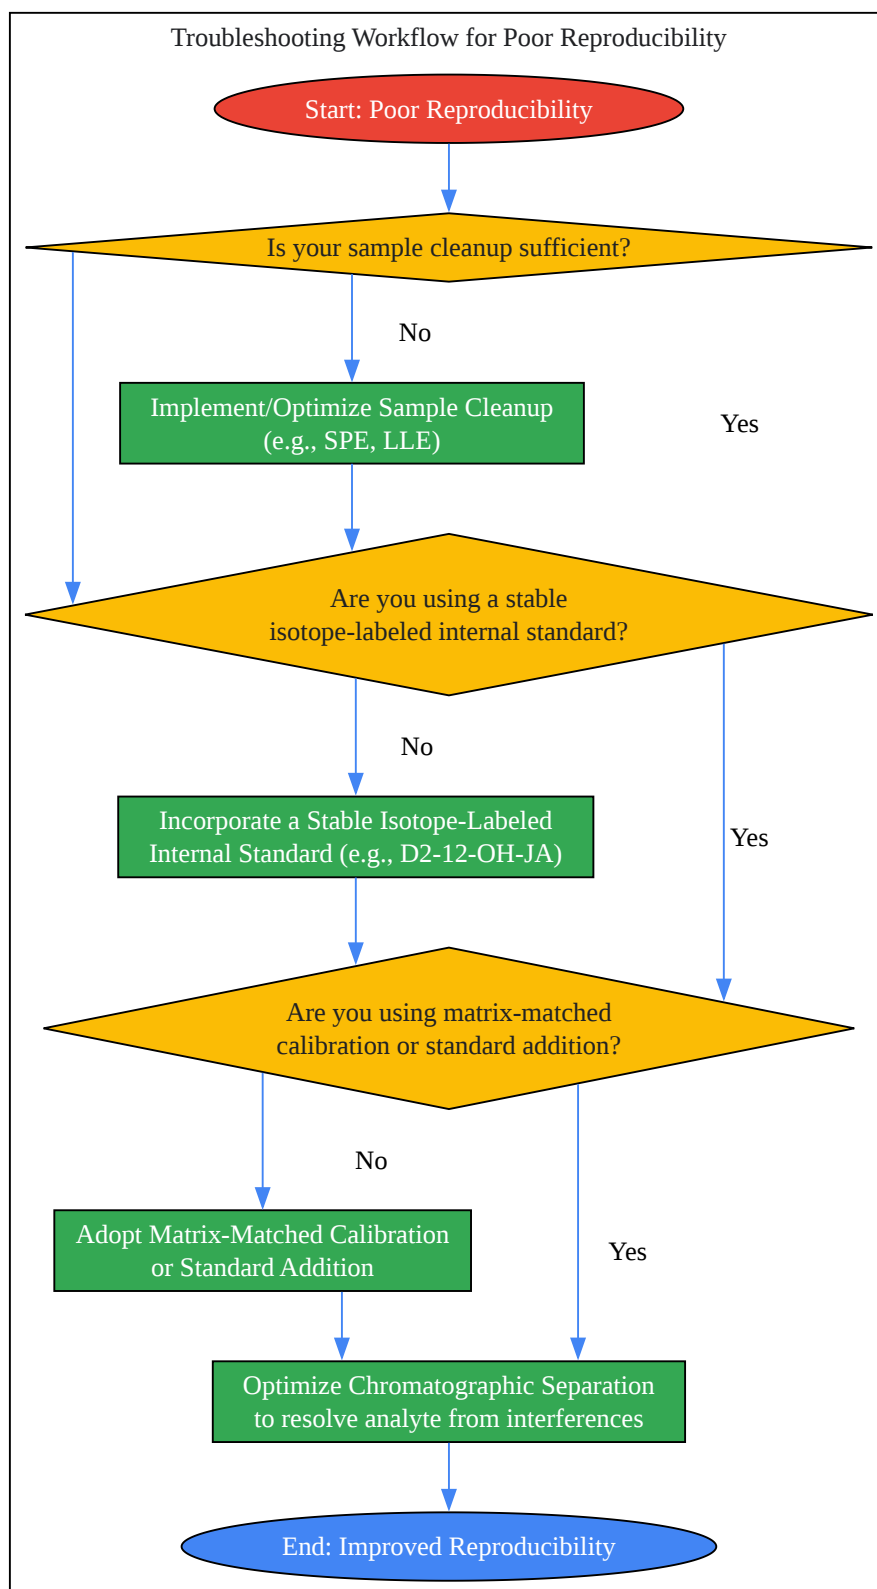 Troubleshooting Workflow for Poor Reproducibility
Start: Poor Reproducibility
Is your sample cleanup sufficient?
No
Implement/Optimize Sample Cleanup
(e.g., SPE, LLE)
Yes
Are you using a stable
isotope-labeled internal standard?
No
Incorporate a Stable Isotope-Labeled
Internal Standard (e.g., D2-12-OH-JA)
Yes
Are you using matrix-matched
calibration or standard addition?
No
Adopt Matrix-Matched Calibration
or Standard Addition
Yes
Optimize Chromatographic Separation
to resolve analyte from interferences
End: Improved Reproducibility